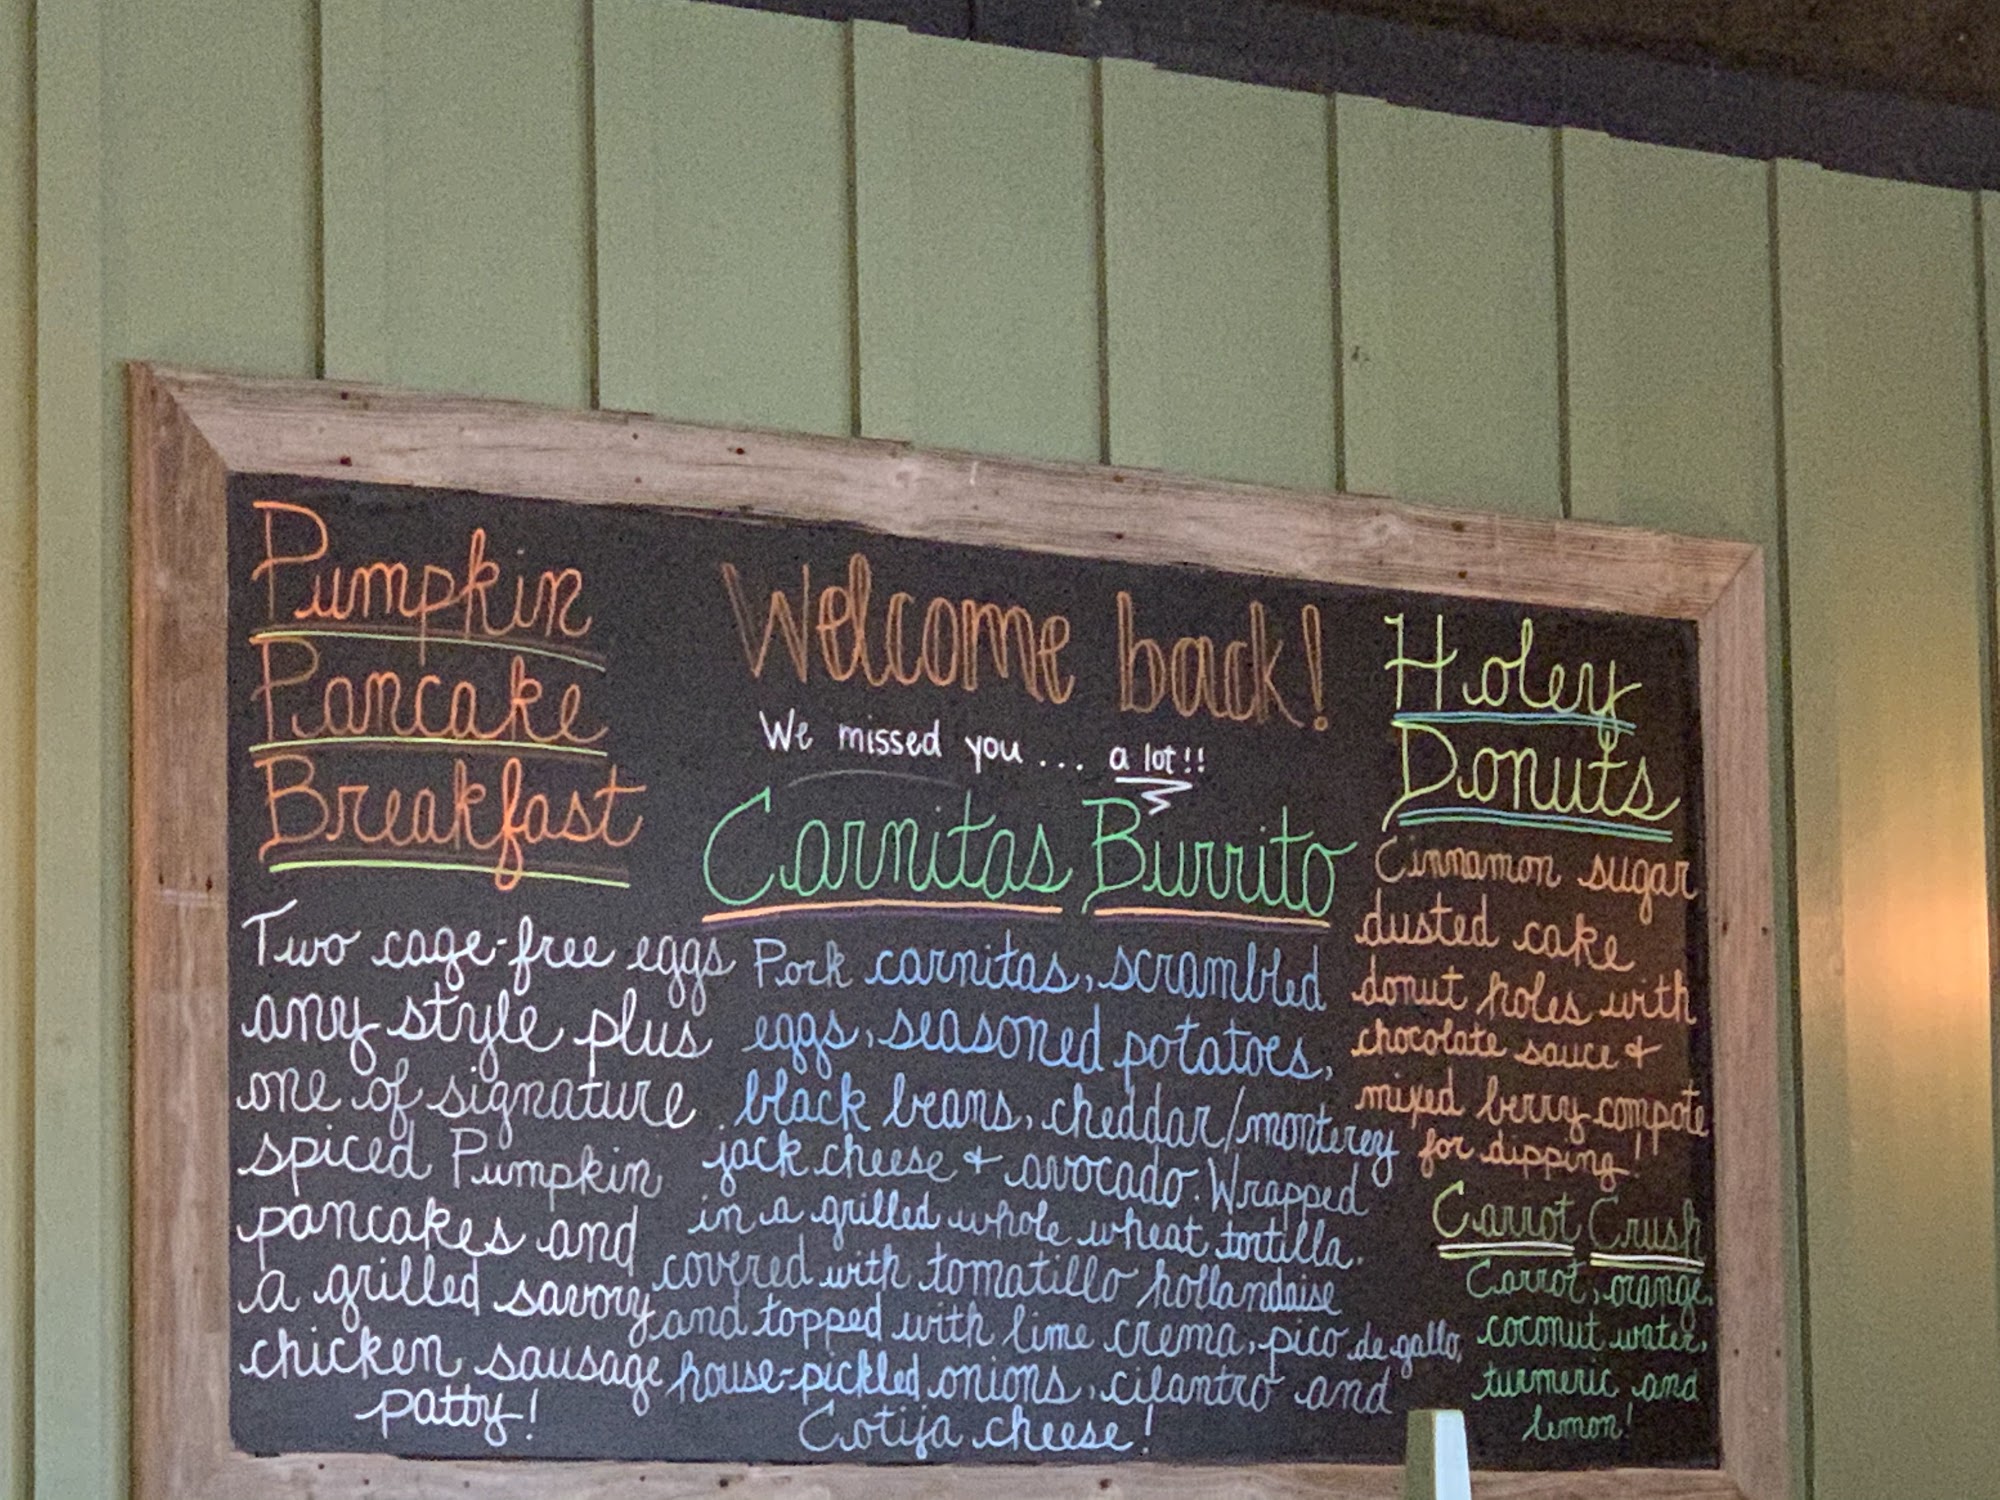 Pumpkin
Pancake
Breakfast
Two cage-free eggs
any style plus
one of signature
spiced Pumpkin
pancakes and
a grilled savory
chicken sausage
patty!
Welcome back!
We missed you... a lot!!
Carnitas Burrito
Pork carnitas, scrambled
eggs, seasoned potatoes,
black beans, cheddar/monterey
jack cheese + avocado. Wrapped
in a grilled whole wheat tortilla.
covered with tomatillo hollandaise
and topped with lime crema, pico de gallo,
house-pickled onions, cilantro and
Cotija cheese!
Holey
Donuts
Cinnamon sugar
dusted cake
donut holes with
chocolate sauce +
mixed berry compote
for dipping!
Carrot Crush
Carrot, orange,
coconut water,
turmeric and
lemon!